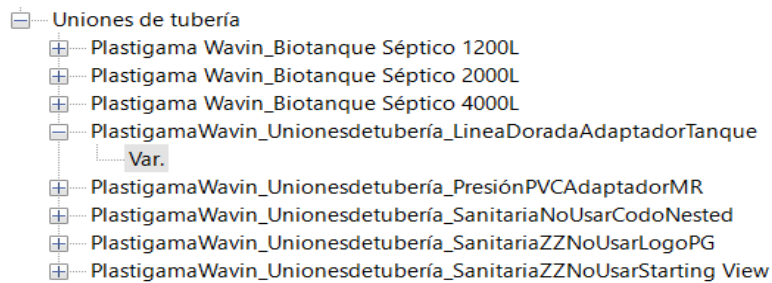 Uniones de tubería
Plastigama Wavin_Biotanque Séptico 1200L
Plastigama Wavin_Biotanque Séptico 2000L
Plastigama Wavin_Biotanque Séptico 4000L
PlastigamaWavin_Unionesdetubería_LineaDoradaAdaptadorTanque
Var.
PlastigamaWavin_Unionesdetubería_PresiónPVCAdaptadorMR
PlastigamaWavin_Unionesdetubería_SanitariaNoUsarCodoNested
PlastigamaWavin_Unionesdetubería_SanitariaZZNoUsarLogoPG
PlastigamaWavin_Unionesdetubería_SanitariaZZNoUsarStarting View